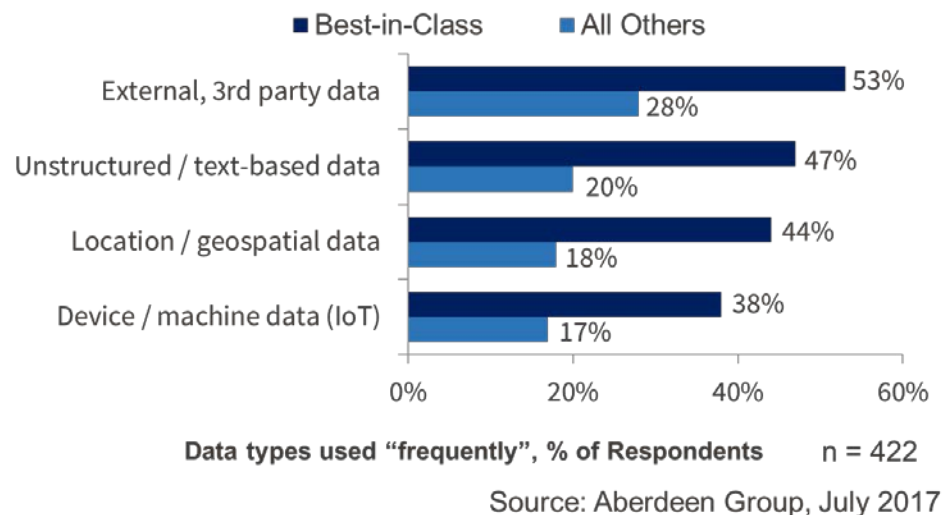 Best-in-Class All Others
External, 3rd party data 53%
28%
Unstructured / text-based data 47%
20%
Location / geospatial data 44%
18%
Device / machine data (IoT) 38%
17%
0% 20% 40% 60%
Data types used “frequently”, % of Respondents n = 422
Source: Aberdeen Group, July 2017